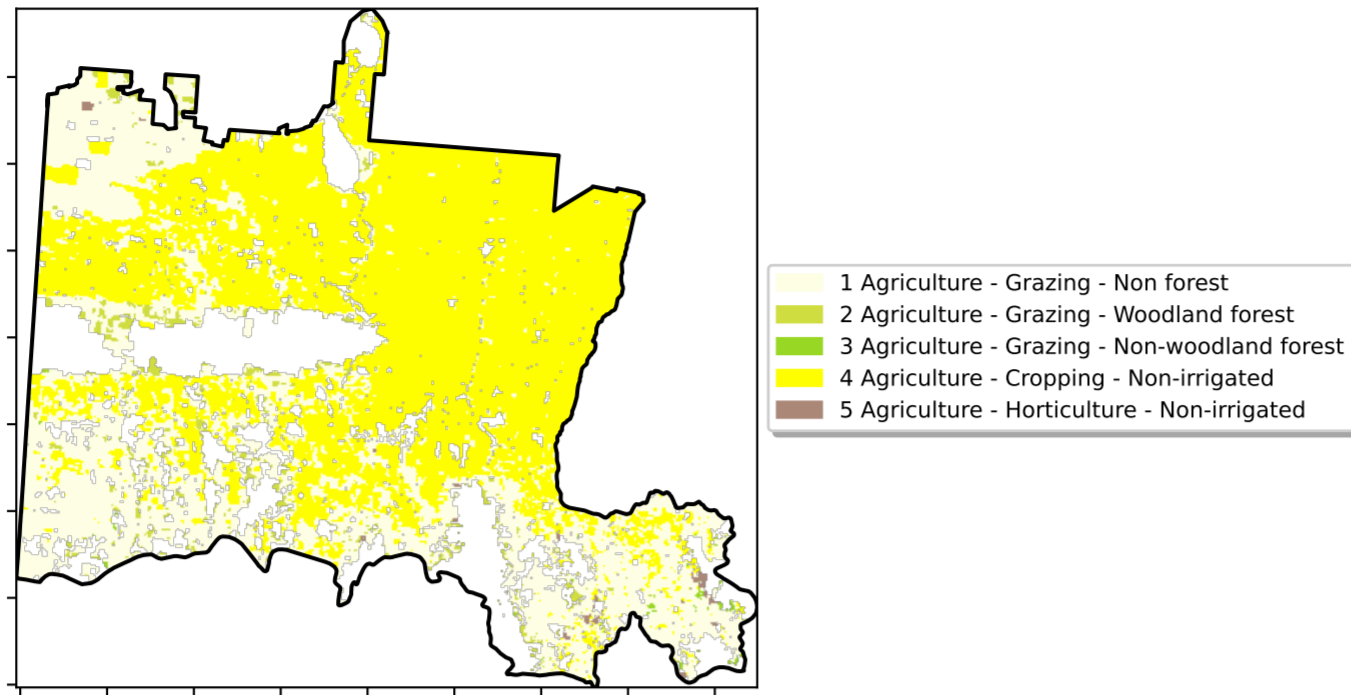 1 Agriculture - Grazing - Non forest
2 Agriculture - Grazing - Woodland forest
3 Agriculture - Grazing - Non-woodland forest
4 Agriculture - Cropping - Non-irrigated
5 Agriculture - Horticulture - Non-irrigated